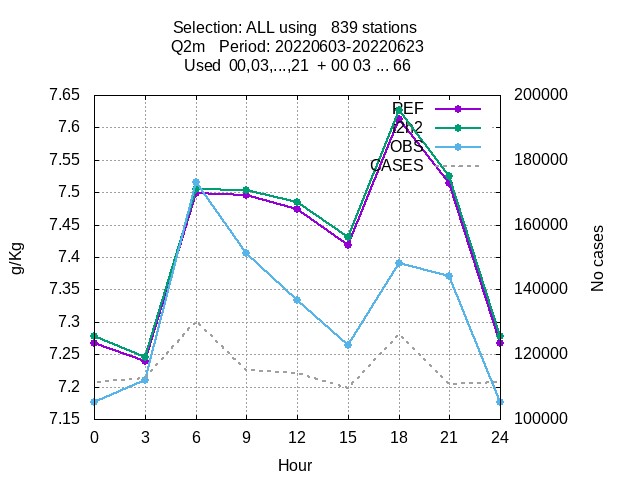 Selection: ALL using   839 stations
Q2m   Period: 20220603-20220623
Used  00,03,...,21  + 00 03 ... 66
7.65
7.6
7.55
7.5
7.45
7.4
7.35
7.3
7.25
7.2
7.15
g/Kg
REF
OBS
CASES
200000
180000
160000
140000
120000
100000
No cases
0 3 6 9 12 15 18 21 24
Hour